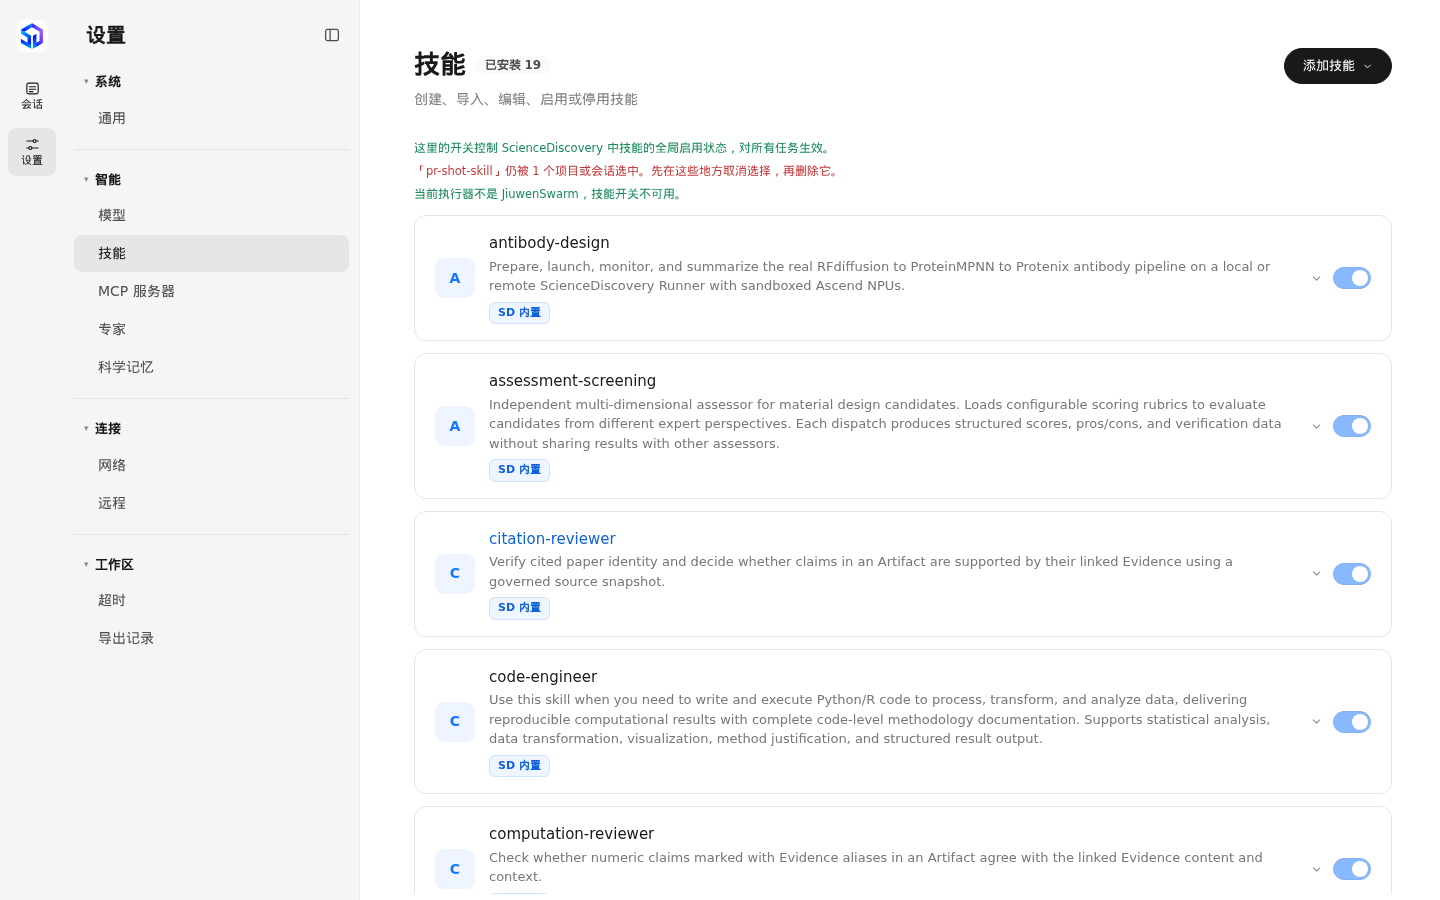 设置
会话
设置
系统
通用
智能
模型
技能
MCP 服务器
专家
科学记忆
连接
网络
远程
工作区
超时
导出记录
技能
已安装 19
添加技能
创建、导入、编辑、启用或停用技能
这里的开关控制 ScienceDiscovery 中技能的全局启用状态，对所有任务生效。
「pr-shot-skill」仍被 1 个项目或会话选中。先在这些地方取消选择，再删除它。
当前执行器不是 JiuwenSwarm，技能开关不可用。
A
antibody-design
Prepare, launch, monitor, and summarize the real RFdiffusion to ProteinMPNN to Protenix antibody pipeline on a local or
remote ScienceDiscovery Runner with sandboxed Ascend NPUs.
SD 内置
A
assessment-screening
Independent multi-dimensional assessor for material design candidates. Loads configurable scoring rubrics to evaluate
candidates from different expert perspectives. Each dispatch produces structured scores, pros/cons, and verification data
without sharing results with other assessors.
SD 内置
C
citation-reviewer
Verify cited paper identity and decide whether claims in an Artifact are supported by their linked Evidence using a
governed source snapshot.
SD 内置
C
code-engineer
Use this skill when you need to write and execute Python/R code to process, transform, and analyze data, delivering
reproducible computational results with complete code-level methodology documentation. Supports statistical analysis,
data transformation, visualization, method justification, and structured result output.
SD 内置
C
computation-reviewer
Check whether numeric claims marked with Evidence aliases in an Artifact agree with the linked Evidence content and
context.